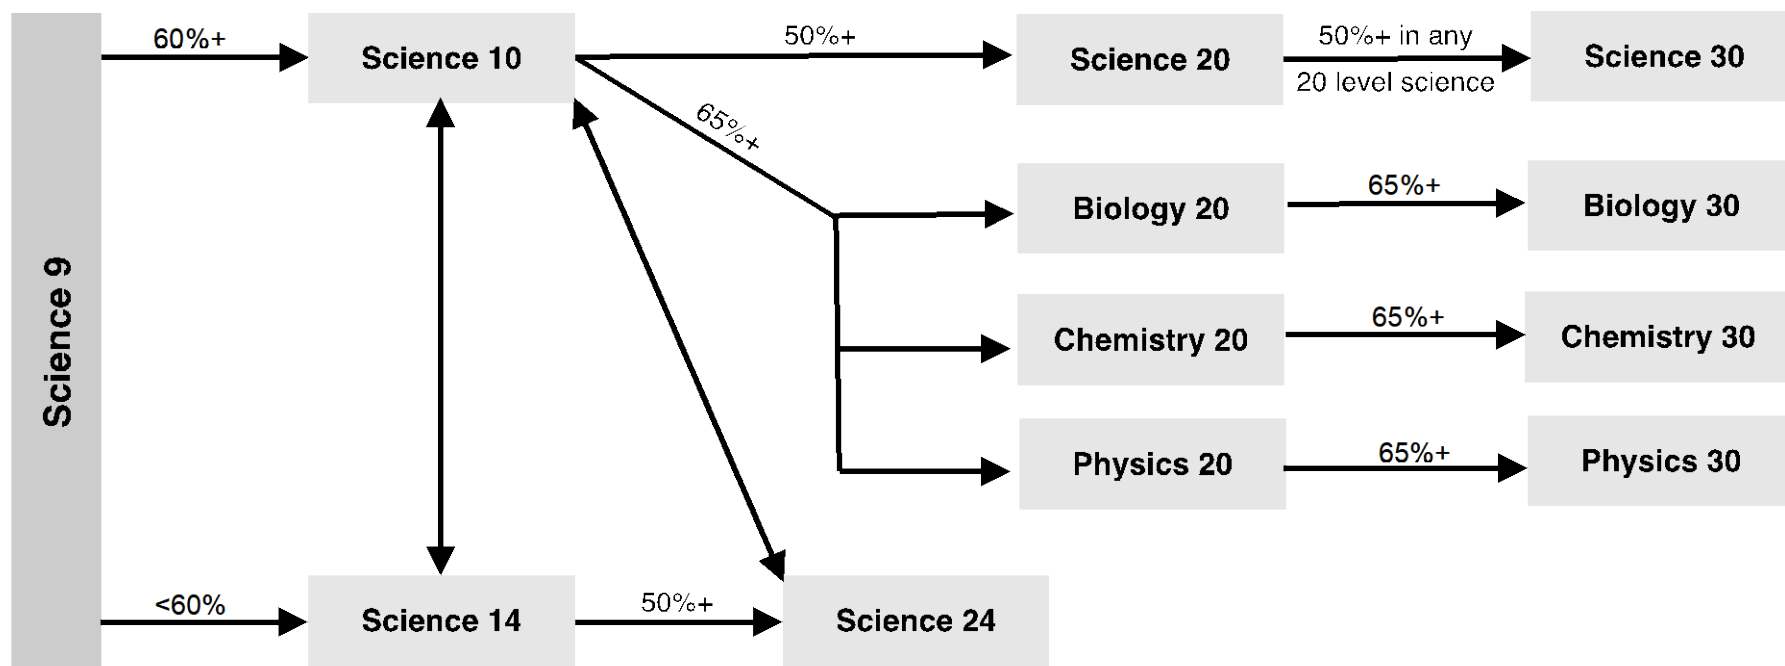 Science 9
60%+
Science 10
50%+
Science 20
50%+ in any
20 level science
Science 30
65%+
Biology 20
65%+
Biology 30
Chemistry 20
65%+
Chemistry 30
Physics 20
65%+
Physics 30
<60%
Science 14
50%+
Science 24